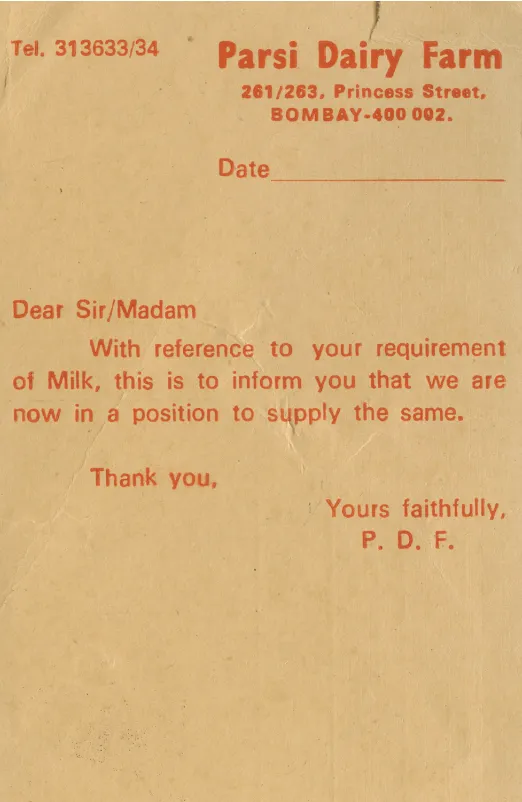 Tel. 313633/34
Parsi Dairy Farm
261/263, Princess Street,
BOMBAY-400 002.
Date
Dear Sir/Madam
With reference to your requirement
of Milk, this is to inform you that we are
now in a position to supply the same.
Thank you,
Yours faithfully,
P. D. F.